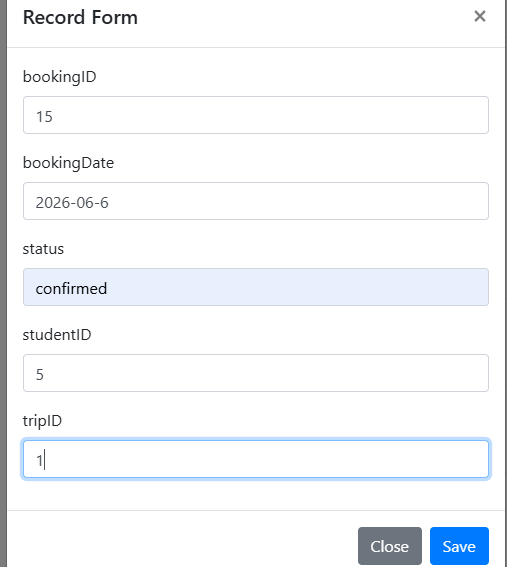 Record Form ×
bookingID
15
bookingDate
2026-06-6
status
confirmed
studentID
5
tripID
1
Close Save